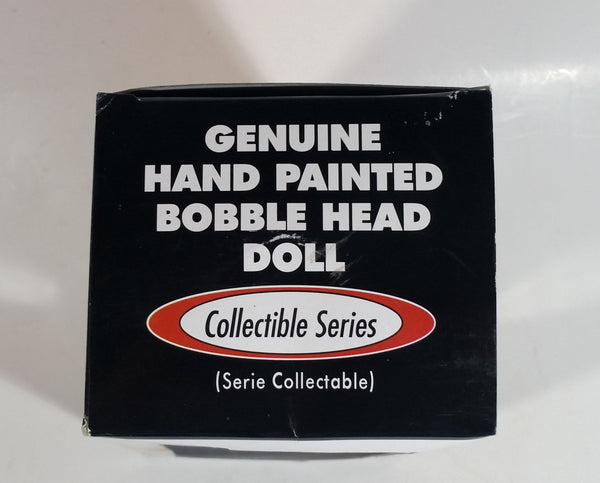 GENUINE
HAND PAINTED
BOBBLE HEAD
DOLL
Collectible Series
(Serie Collectable)